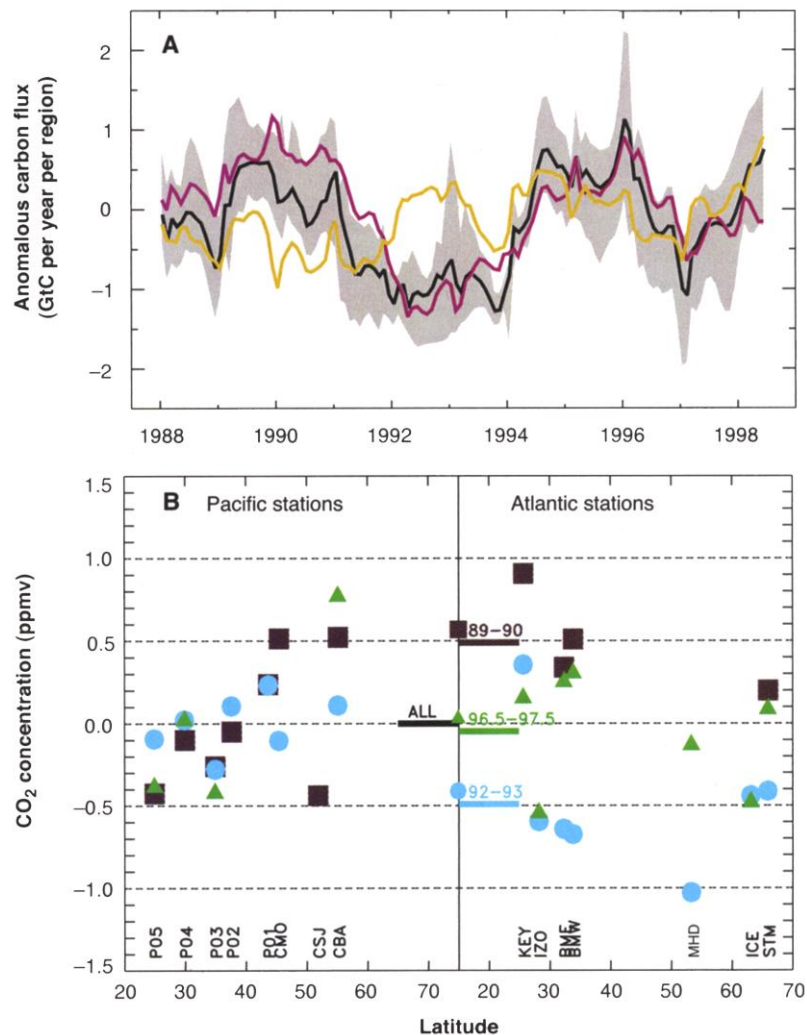 A
Anomalous carbon flux
(GtC per year per region)
2
1
0
−1
−2
1988 1990 1992 1994 1996 1998
B Pacific stations Atlantic stations
CO2 concentration (ppmv)
1.5
1.0
0.5
0.0
−0.5
−1.0
−1.5
89−90
ALL 96.5−97.5
92−93
P05 P04 P03 P02 P01 CMO CSJ CBA KEY IZO BME BMW MHD ICE STM
20 30 40 50 60 70 20 30 40 50 60 70
Latitude